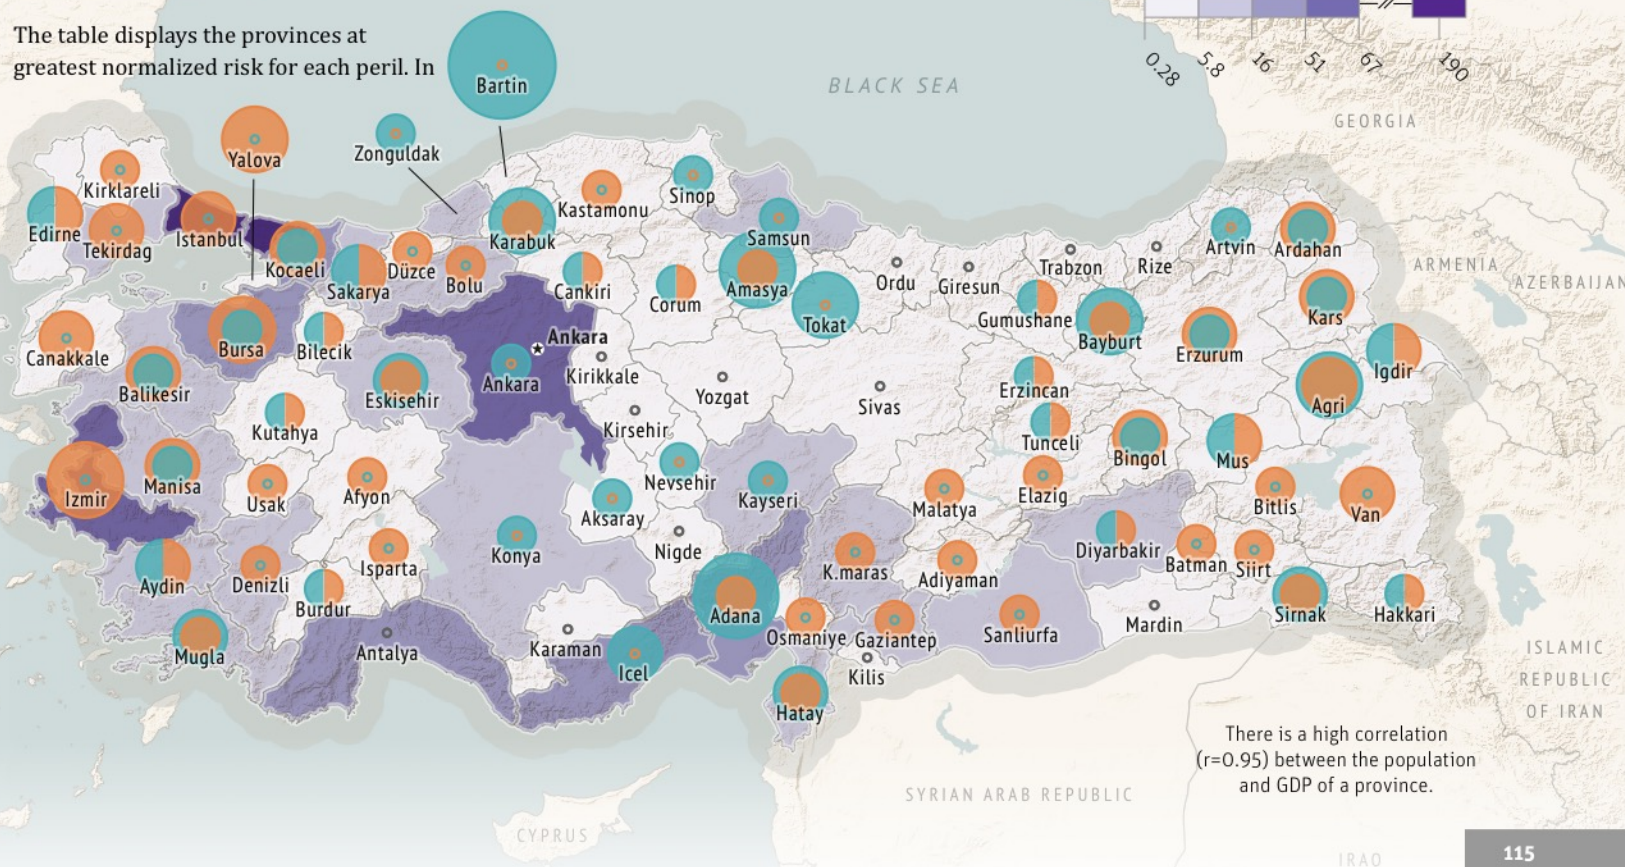 The table displays the provinces at
greatest normalized risk for each peril. In
0.28
5.8
16
51
67
190
BLACK SEA
GEORGIA
ARMENIA
AZERBAIJAN
Bartin
Yalova
Zonguldak
Kirklareli
Kastamonu
Sinop
Edirne
Tekirdag
Istanbul
Karabuk
Samsun
Artvin
Ardahan
Kocaeli
Düzce
Sakarya
Bolu
Cankiri
Corum
Amasya
Ordu
Giresun
Trabzon
Rize
Tokat
Gumushane
Bayburt
Kars
Canakkale
Bursa
Bilecik
Ankara
Ankara
Kirikkale
Erzurum
Igdir
Balikesir
Eskisehir
Yozgat
Sivas
Erzincan
Agri
Kutahya
Kirsehir
Tunceli
Bingol
Mus
Izmir
Manisa
Usak
Afyon
Nevsehir
Kayseri
Aksaray
Malatya
Elazig
Bitlis
Van
Konya
Nigde
Isparta
Aydin
Denizli
Burdur
K.maras
Adiyaman
Diyarbakir
Batman
Siirt
Mugla
Antalya
Karaman
Icel
Adana
Osmaniye
Gaziantep
Kilis
Sanliurfa
Mardin
Sirnak
Hakkari
Hatay
ISLAMIC
REPUBLIC
OF IRAN
There is a high correlation
(r=0.95) between the population
and GDP of a province.
SYRIAN ARAB REPUBLIC
CYPRUS
IRAQ
115